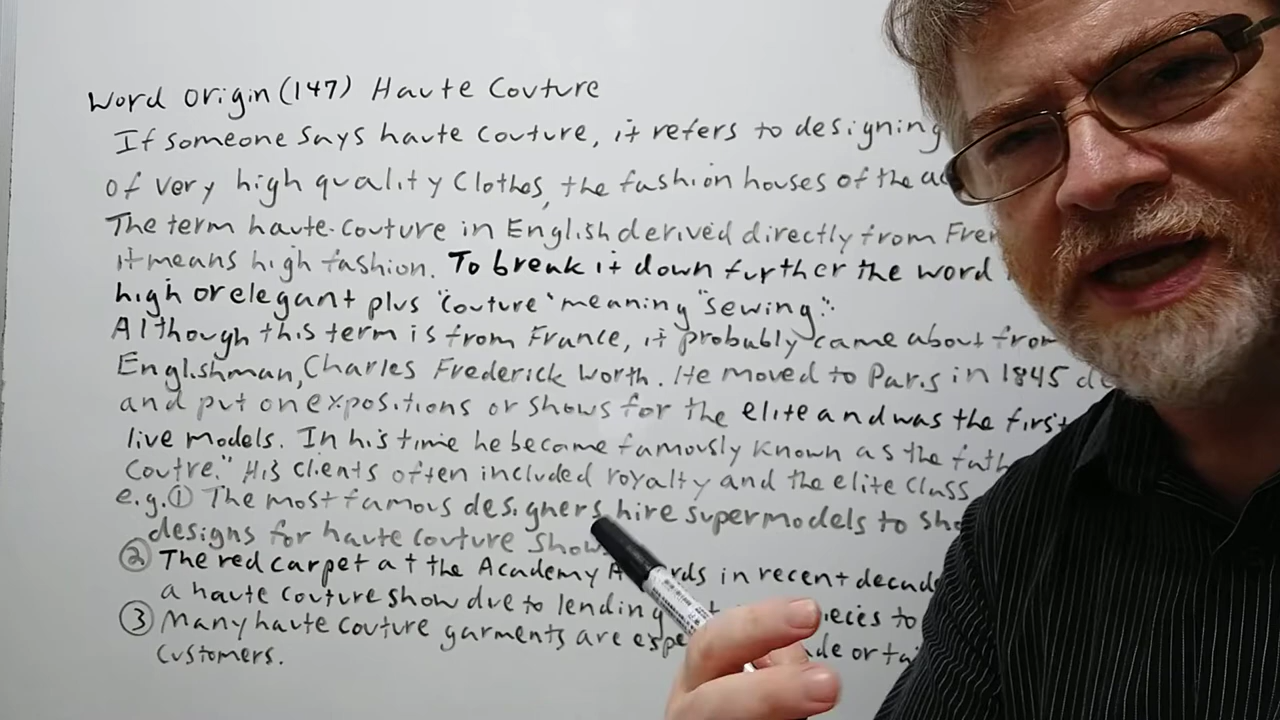 Word Origin (147) Haute Couture
If someone says haute couture, it refers to designing
of very high quality clothes, the fashion houses of the
The term haute couture in English derived directly from
it means high fashion. To break it down further the word
high or elegant plus "couture" meaning "sewing".
Although this term is from France, it probably came about from
Englishman, Charles Frederick Worth. He moved to Paris in 1845
and put on expositions or shows for the elite and was the first
live models. In his time he became famously known as the
Coutre." His clients often included royalty and the elite class
e.g. ① The most famous designers hire supermodels to
designs for haute couture
② The red carpet at the Academy in recent
a haute couture show due to lending to
③ Many haute couture garments are or
customers.